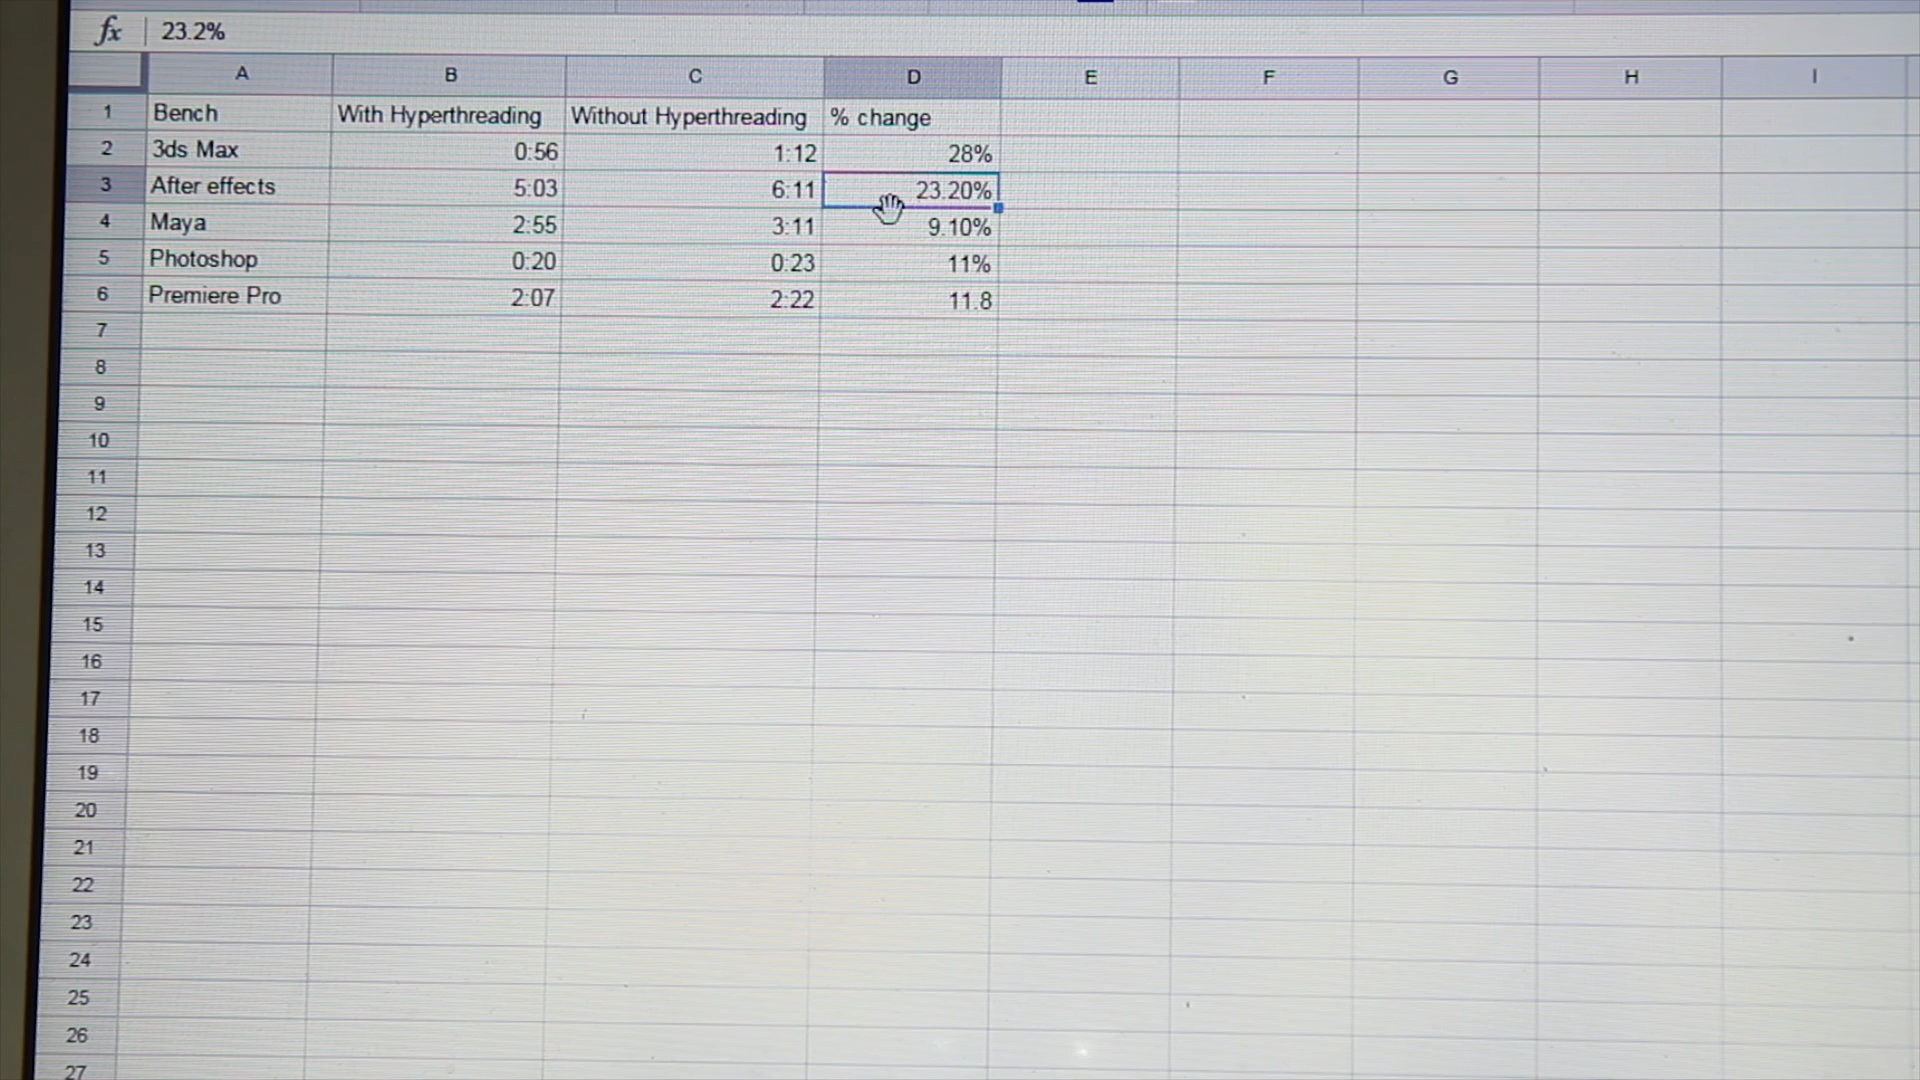 fx 23.2%
A B C D E F G H I
1 Bench With Hyperthreading Without Hyperthreading % change
2 3ds Max 0:56 1:12 28%
3 After effects 5:03 6:11 23.20%
4 Maya 2:55 3:11 9.10%
5 Photoshop 0:20 0:23 11%
6 Premiere Pro 2:07 2:22 11.8
7
8
9
10
11
12
13
14
15
16
17
18
19
20
21
22
23
24
25
26
27